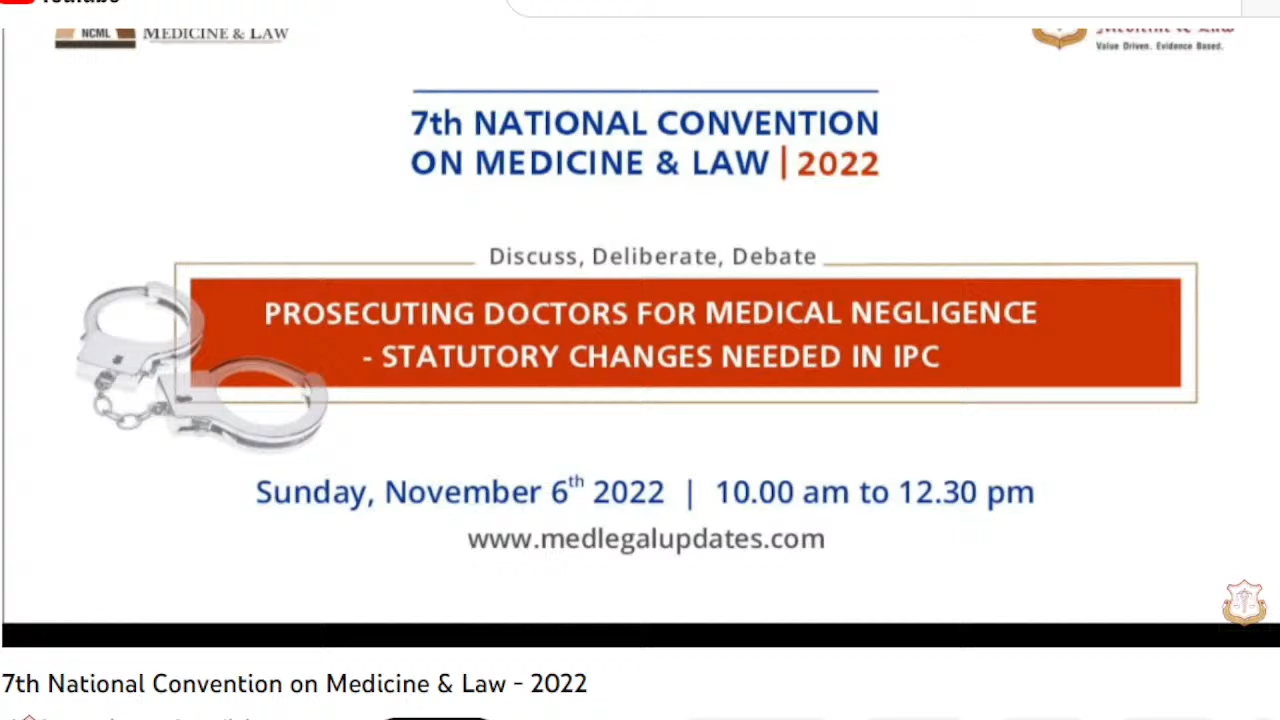 NCML
MEDICINE & LAW
Value Driven. Evidence Based.
7th NATIONAL CONVENTION
ON MEDICINE & LAW | 2022
Discuss, Deliberate, Debate
PROSECUTING DOCTORS FOR MEDICAL NEGLIGENCE
- STATUTORY CHANGES NEEDED IN IPC
Sunday, November 6th 2022 | 10.00 am to 12.30 pm
www.medlegalupdates.com
7th National Convention on Medicine & Law - 2022